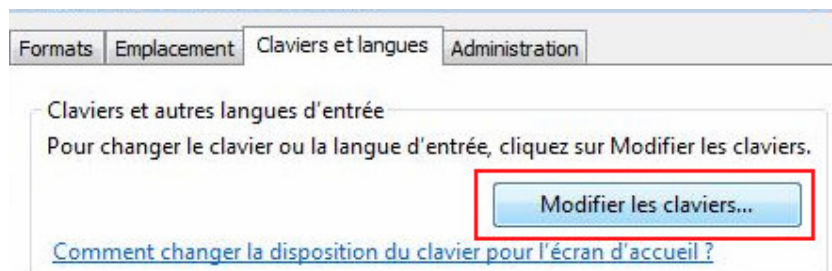 Formats Emplacement Claviers et langues Administration
Claviers et autres langues d'entrée
Pour changer le clavier ou la langue d'entrée, cliquez sur Modifier les claviers.
Modifier les claviers...
Comment changer la disposition du clavier pour l'écran d'accueil ?